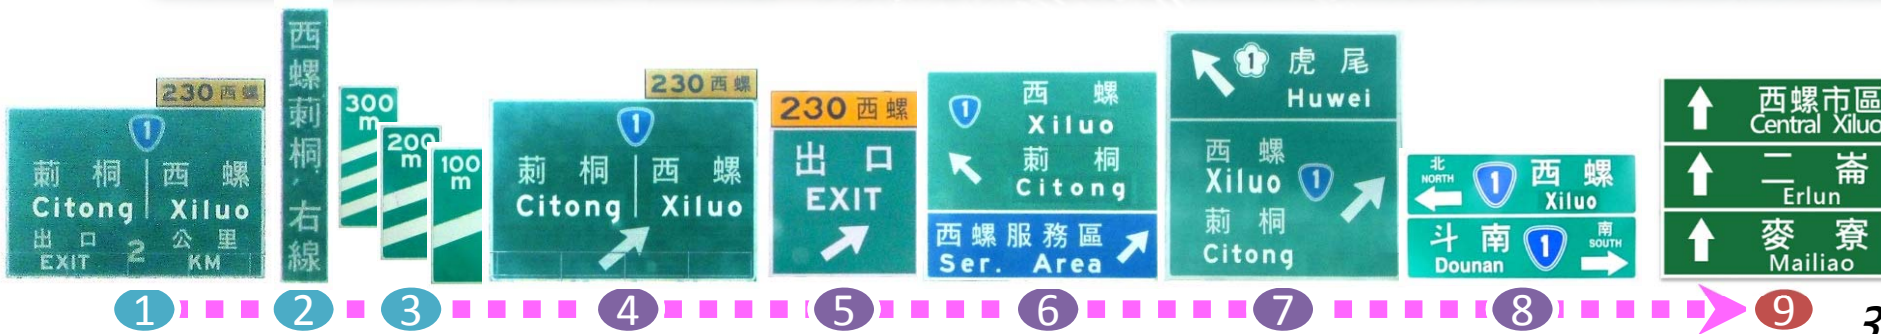 230 西螺
1
莿桐 西螺
Citong Xiluo
出口 2 公里
EXIT KM
西螺莿桐，右線
300
m
200
m
100
m
230 西螺
1
莿桐 西螺
Citong Xiluo
230 西螺
出口
EXIT
1 西螺
Xiluo
莿桐
Citong
西螺服務區
Ser. Area
1 虎尾
Huwei
西螺
Xiluo 1
莿桐
Citong
北 1 西螺
NORTH Xiluo
斗南 1 南
Dounan SOUTH
西螺市區
Central Xiluo
二崙
Erlun
麥寮
Mailiao
1 2 3 4 5 6 7 8 9